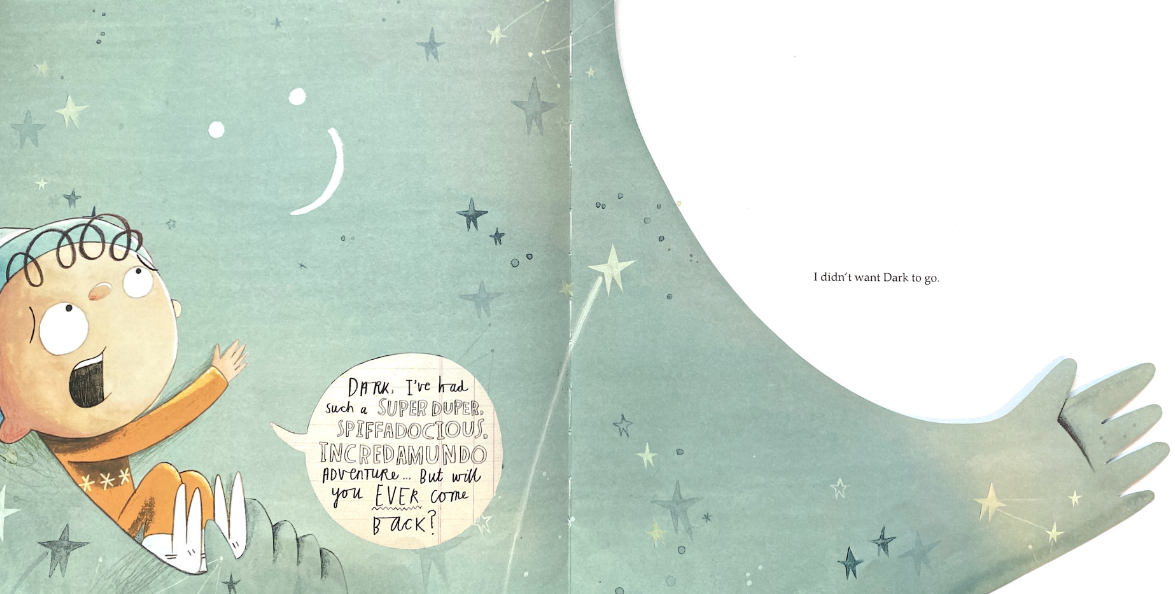 DARK, I've had
such a SUPER DUPER,
SPIFFADOCIOUS,
INCREDAMUNDO
ADVENTURE... But will
you EVER come
BACK?
I didn't want Dark to go.